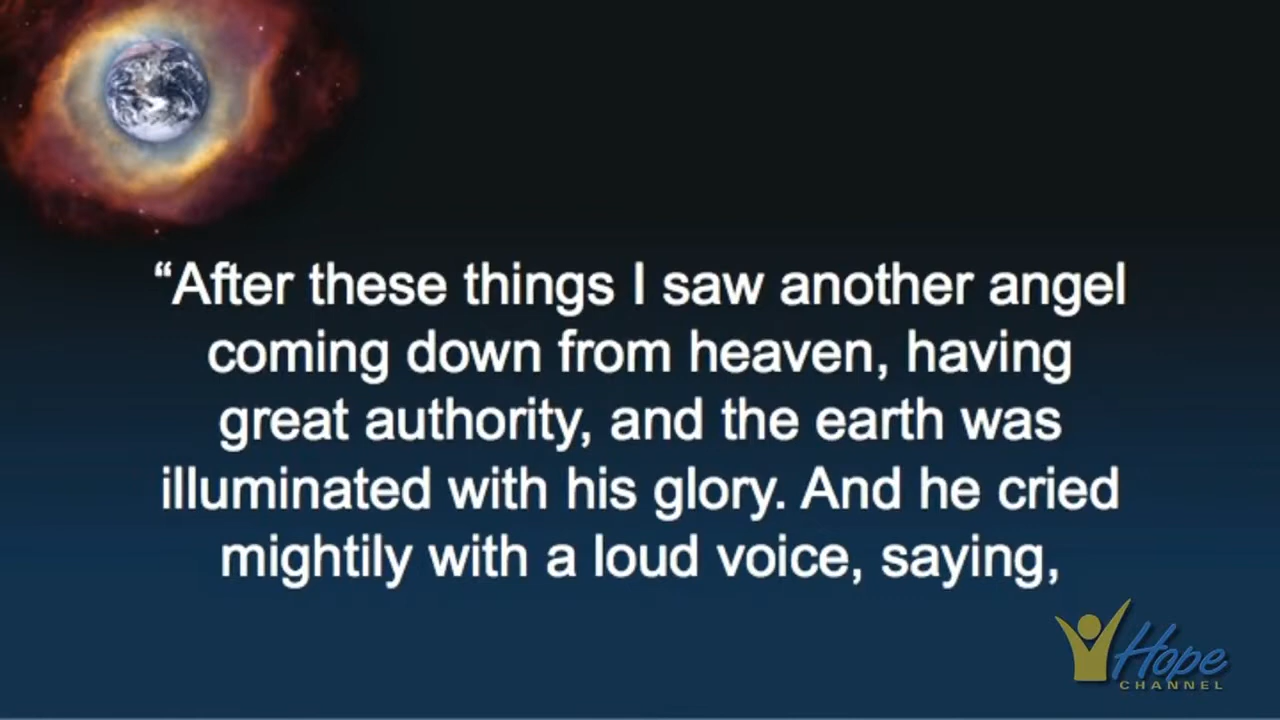 “After these things I saw another angel
coming down from heaven, having
great authority, and the earth was
illuminated with his glory. And he cried
mightily with a loud voice, saying,
Hope
CHANNEL